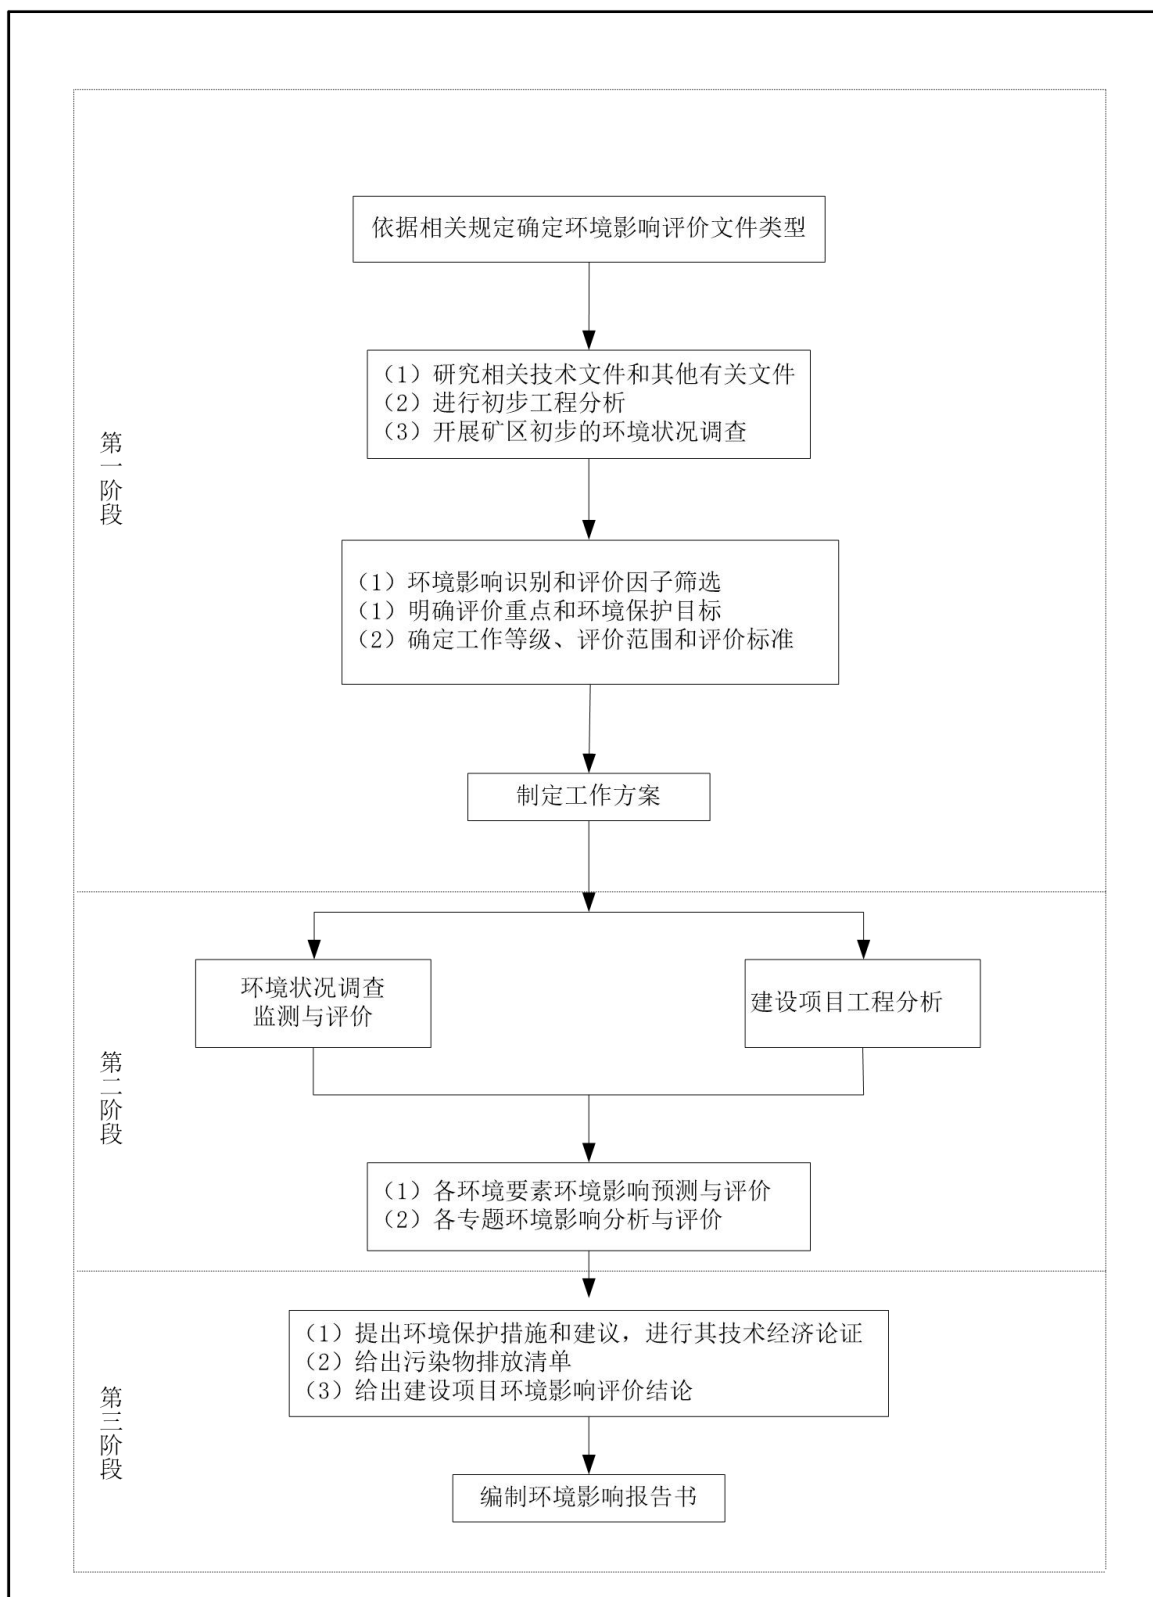 依据相关规定确定环境影响评价文件类型
（1）研究相关技术文件和其他有关文件
（2）进行初步工程分析
（3）开展矿区初步的环境状况调查
第一阶段
（1）环境影响识别和评价因子筛选
（1）明确评价重点和环境保护目标
（2）确定工作等级、评价范围和评价标准
制定工作方案
环境状况调查
监测与评价
建设项目工程分析
第二阶段
（1）各环境要素环境影响预测与评价
（2）各专题环境影响分析与评价
（1）提出环境保护措施和建议，进行其技术经济论证
（2）给出污染物排放清单
（3）给出建设项目环境影响评价结论
第三阶段
编制环境影响报告书